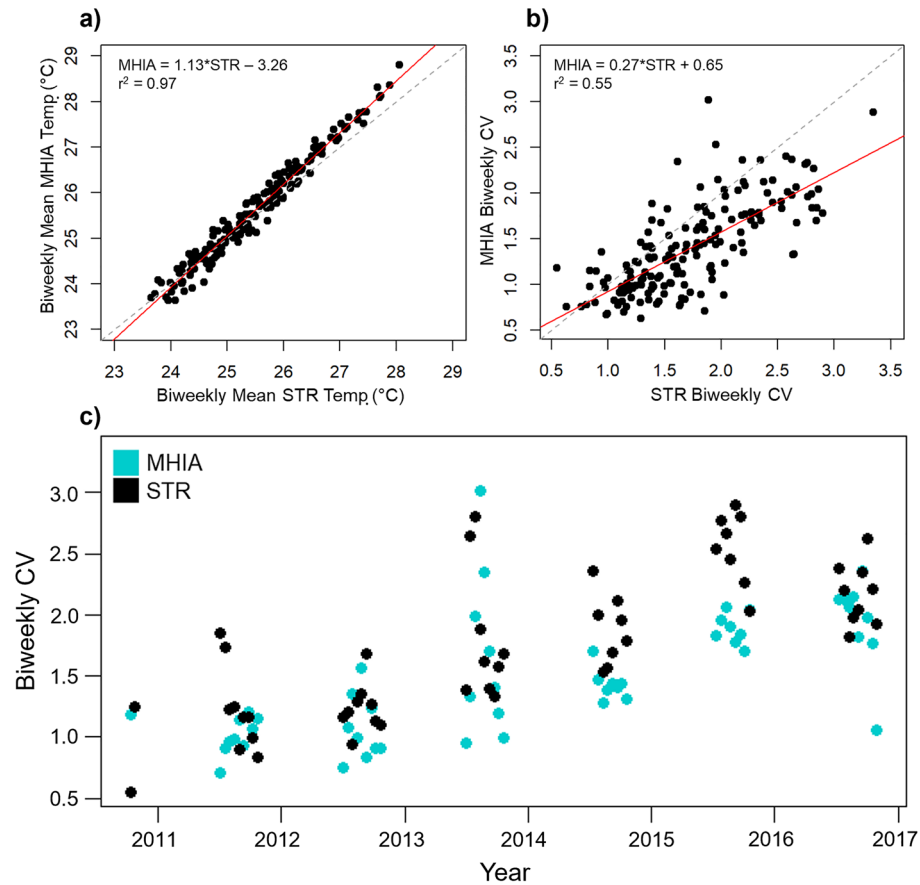 a)
MHIA = 1.13*STR – 3.26
r² = 0.97
Biweekly Mean MHIA Temp (°C)
29
28
27
26
25
24
23
23 24 25 26 27 28 29
Biweekly Mean STR Temp (°C)
b)
MHIA = 0.27*STR + 0.65
r² = 0.55
MHIA Biweekly CV
3.5
3.0
2.5
2.0
1.5
1.0
0.5
0.5 1.0 1.5 2.0 2.5 3.0 3.5
STR Biweekly CV
c)
MHIA
STR
Biweekly CV
3.0
2.5
2.0
1.5
1.0
0.5
2011 2012 2013 2014 2015 2016 2017
Year